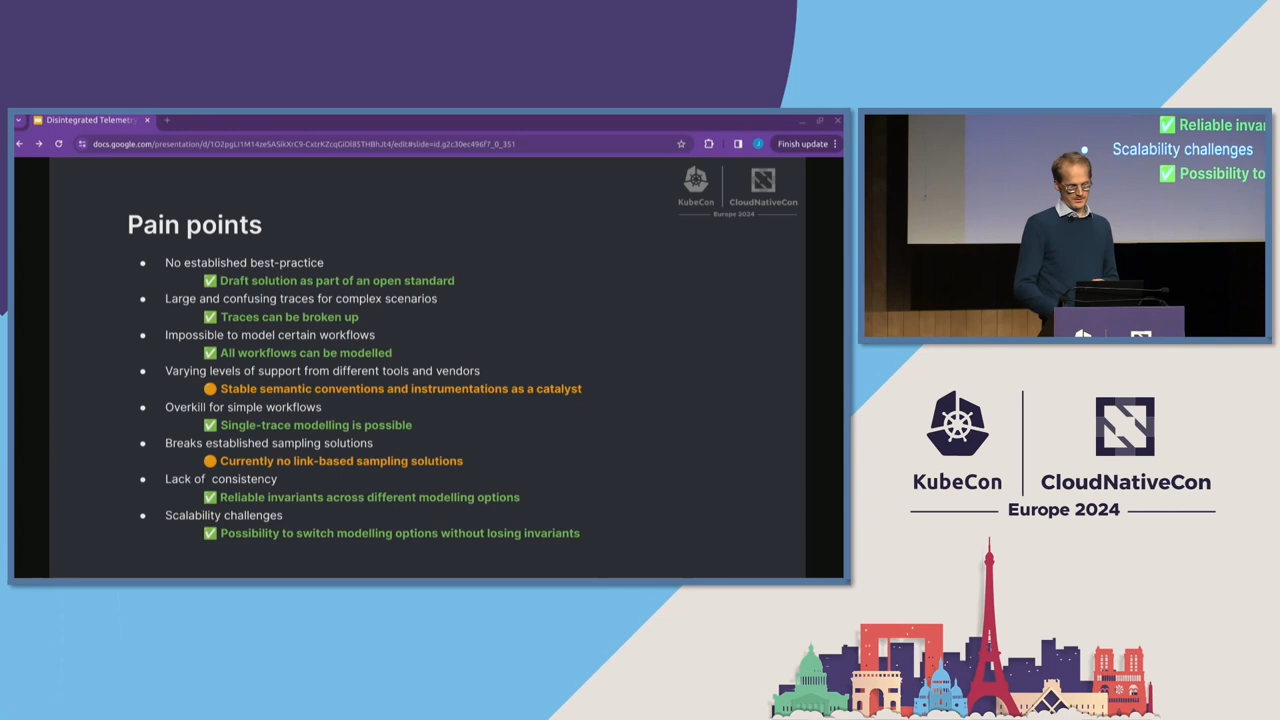 Disintegrated Telemetr
docs.google.com/presentation/d/1O2pgLI1M14zeSASikXrC9-CxtrKZcqGiDl85THBhJt4/edit#slide=id.g2c30ec496f7_0_351
Finish update
KubeCon
CloudNativeCon
Europe 2024
Pain points
• No established best-practice
✅ Draft solution as part of an open standard
• Large and confusing traces for complex scenarios
✅ Traces can be broken up
• Impossible to model certain workflows
✅ All workflows can be modelled
• Varying levels of support from different tools and vendors
🟠 Stable semantic conventions and instrumentations as a catalyst
• Overkill for simple workflows
✅ Single-trace modelling is possible
• Breaks established sampling solutions
🟠 Currently no link-based sampling solutions
• Lack of consistency
✅ Reliable invariants across different modelling options
• Scalability challenges
✅ Possibility to switch modelling options without losing invariants
✅ Reliable invar
• Scalability challenges
✅ Possibility to
KubeCon
CloudNativeCon
Europe 2024